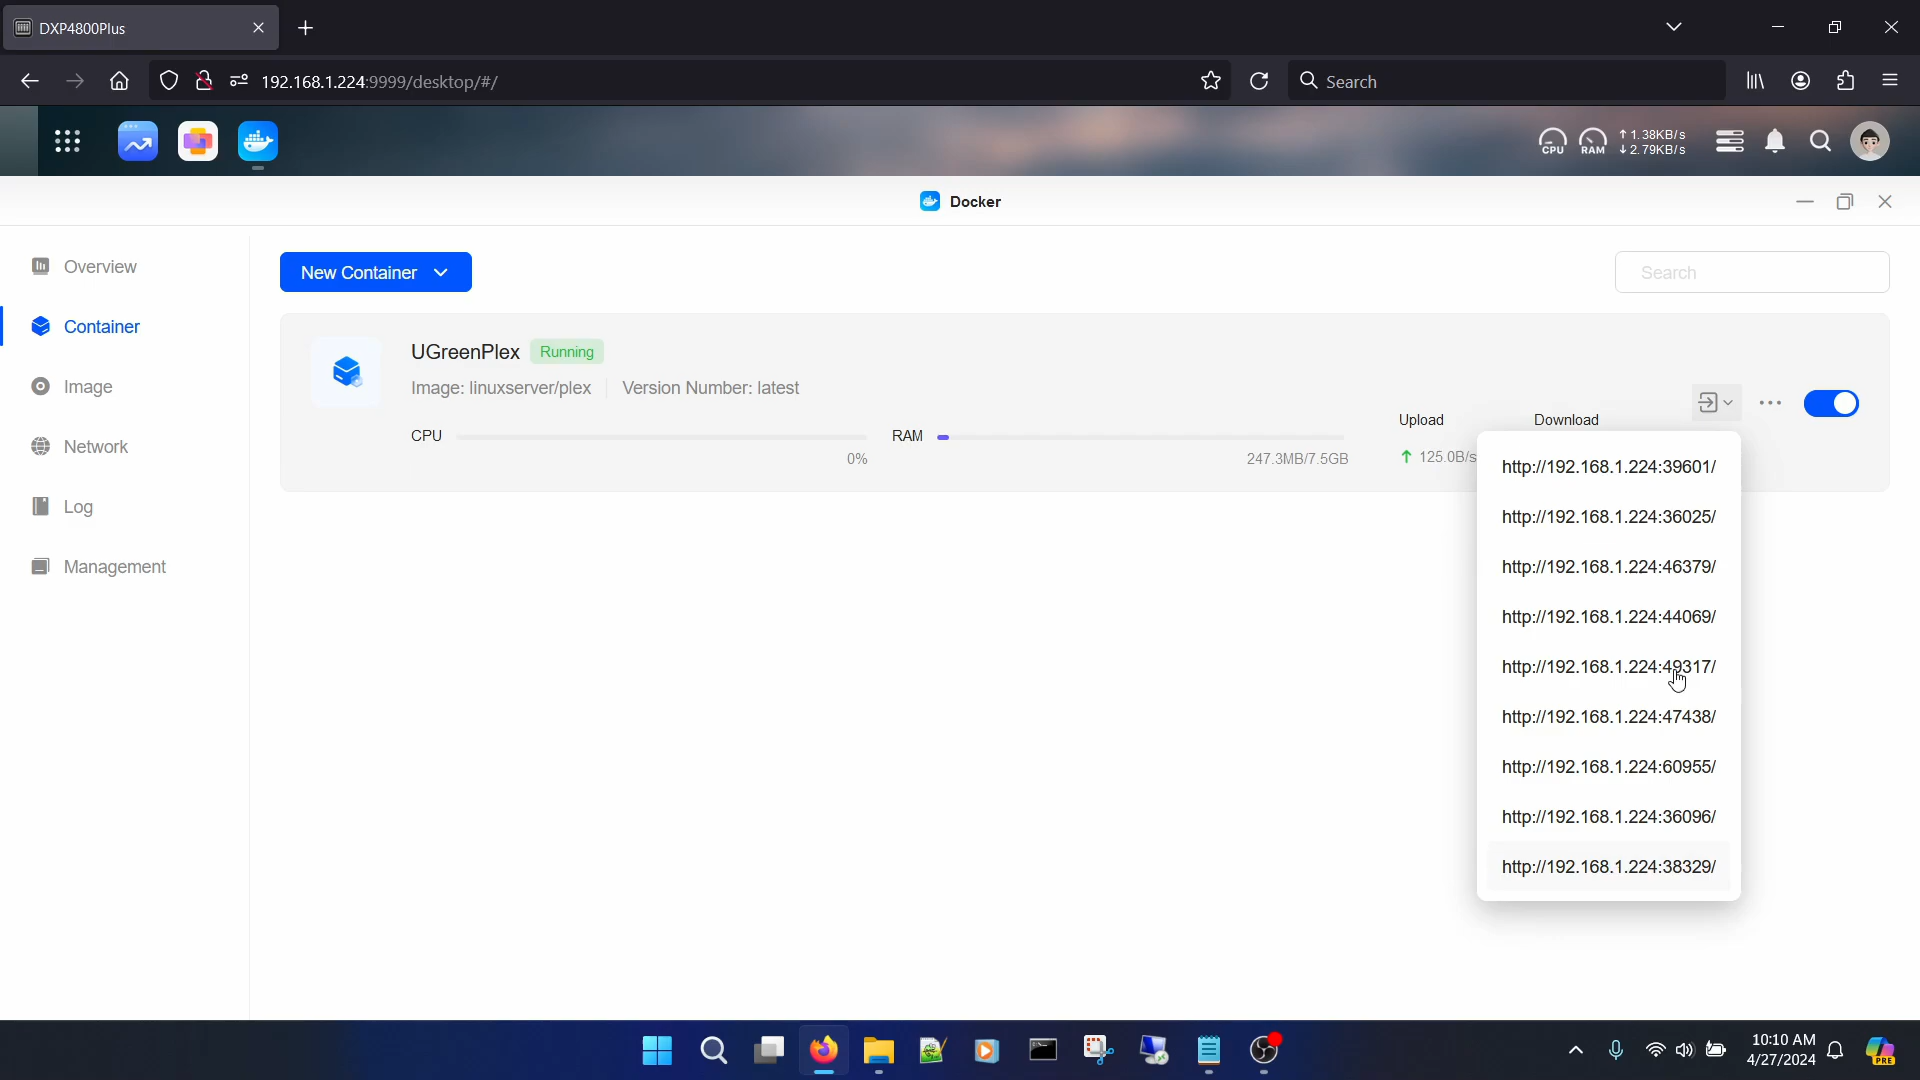 DXP4800Plus
192.168.1.224:9999/desktop/#/
Search
CPU
RAM
↑ 1.38KB/s
↓ 2.79KB/s
Docker
Overview
Container
Image
Network
Log
Management
New Container
Search
UGreenPlex Running
Image: linuxserver/plex Version Number: latest
CPU
0%
RAM
247.3MB/7.5GB
Upload
↑ 125.0B/s
Download
http://192.168.1.224:39601/
http://192.168.1.224:36025/
http://192.168.1.224:46379/
http://192.168.1.224:44069/
http://192.168.1.224:49317/
http://192.168.1.224:47438/
http://192.168.1.224:60955/
http://192.168.1.224:36096/
http://192.168.1.224:38329/
10:10 AM
4/27/2024
PRE